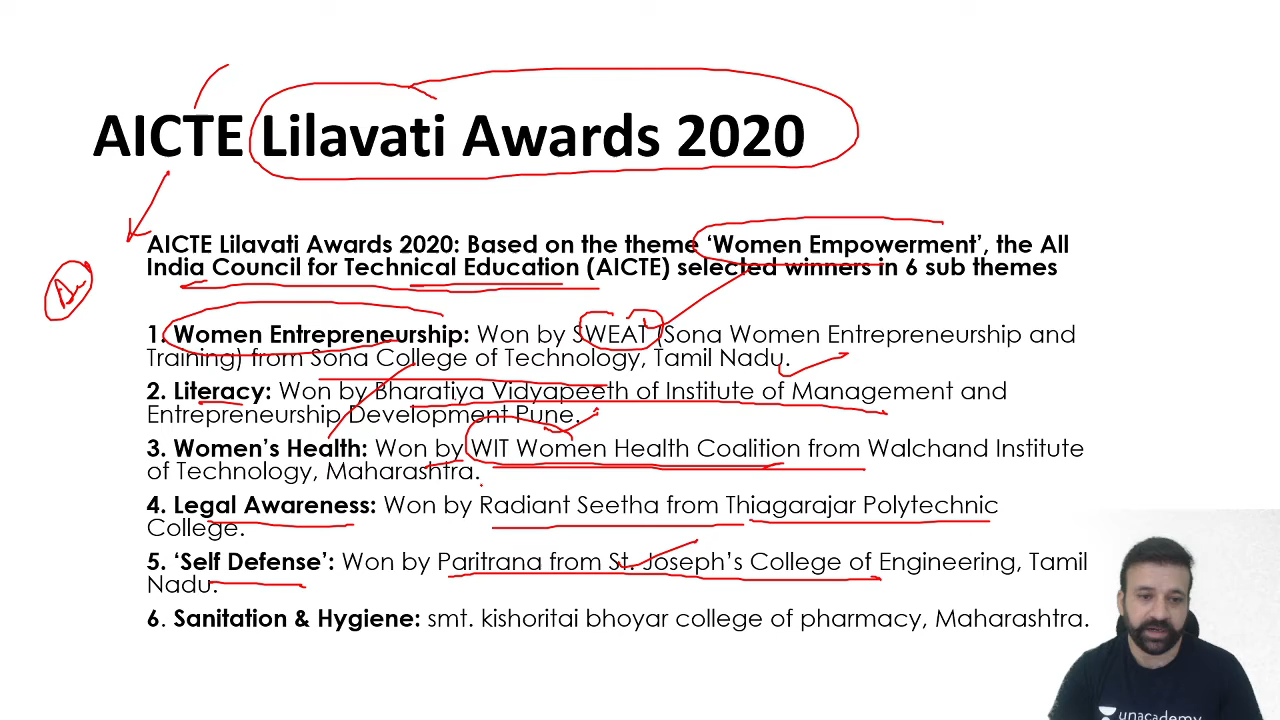 AICTE Lilavati Awards 2020
AICTE Lilavati Awards 2020: Based on the theme ‘Women Empowerment’, the All
India Council for Technical Education (AICTE) selected winners in 6 sub themes
1. Women Entrepreneurship: Won by SWEAT (Sona Women Entrepreneurship and
Training) from Sona College of Technology, Tamil Nadu.
2. Literacy: Won by Bharatiya Vidyapeeth of Institute of Management and
Entrepreneurship Development Pune.
3. Women’s Health: Won by WIT Women Health Coalition from Walchand Institute
of Technology, Maharashtra.
4. Legal Awareness: Won by Radiant Seetha from Thiagarajar Polytechnic
College.
5. ‘Self Defense’: Won by Paritrana from St. Joseph’s College of Engineering, Tamil
Nadu.
6. Sanitation & Hygiene: smt. kishoritai bhoyar college of pharmacy, Maharashtra.
unacademy